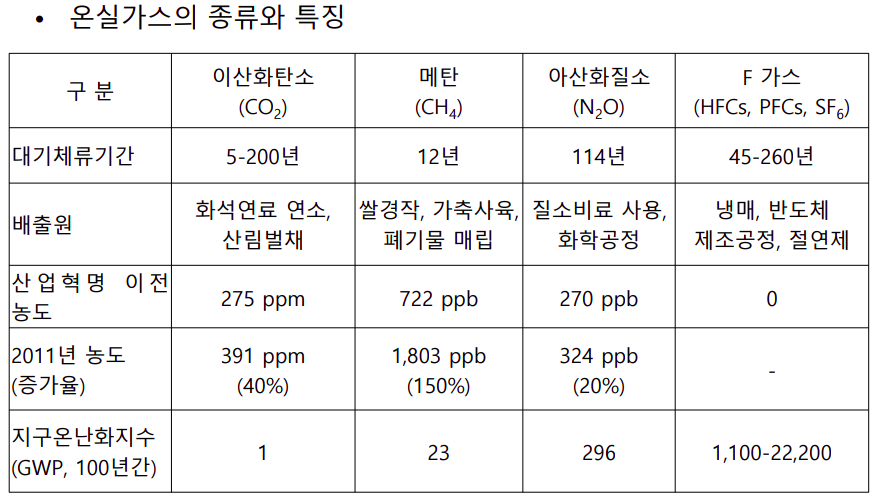 • 온실가스의 종류와 특징
구 분 이산화탄소 (CO₂) 메탄 (CH₄) 아산화질소 (N₂O) F 가스 (HFCs, PFCs, SF₆)
대기체류기간 5-200년 12년 114년 45-260년
배출원 화석연료 연소, 산림벌채 쌀경작, 가축사육, 폐기물 매립 질소비료 사용, 화학공정 냉매, 반도체 제조공정, 절연제
산업혁명 이전 농도 275 ppm 722 ppb 270 ppb 0
2011년 농도 (증가율) 391 ppm (40%) 1,803 ppb (150%) 324 ppb (20%) -
지구온난화지수 (GWP, 100년간) 1 23 296 1,100-22,200